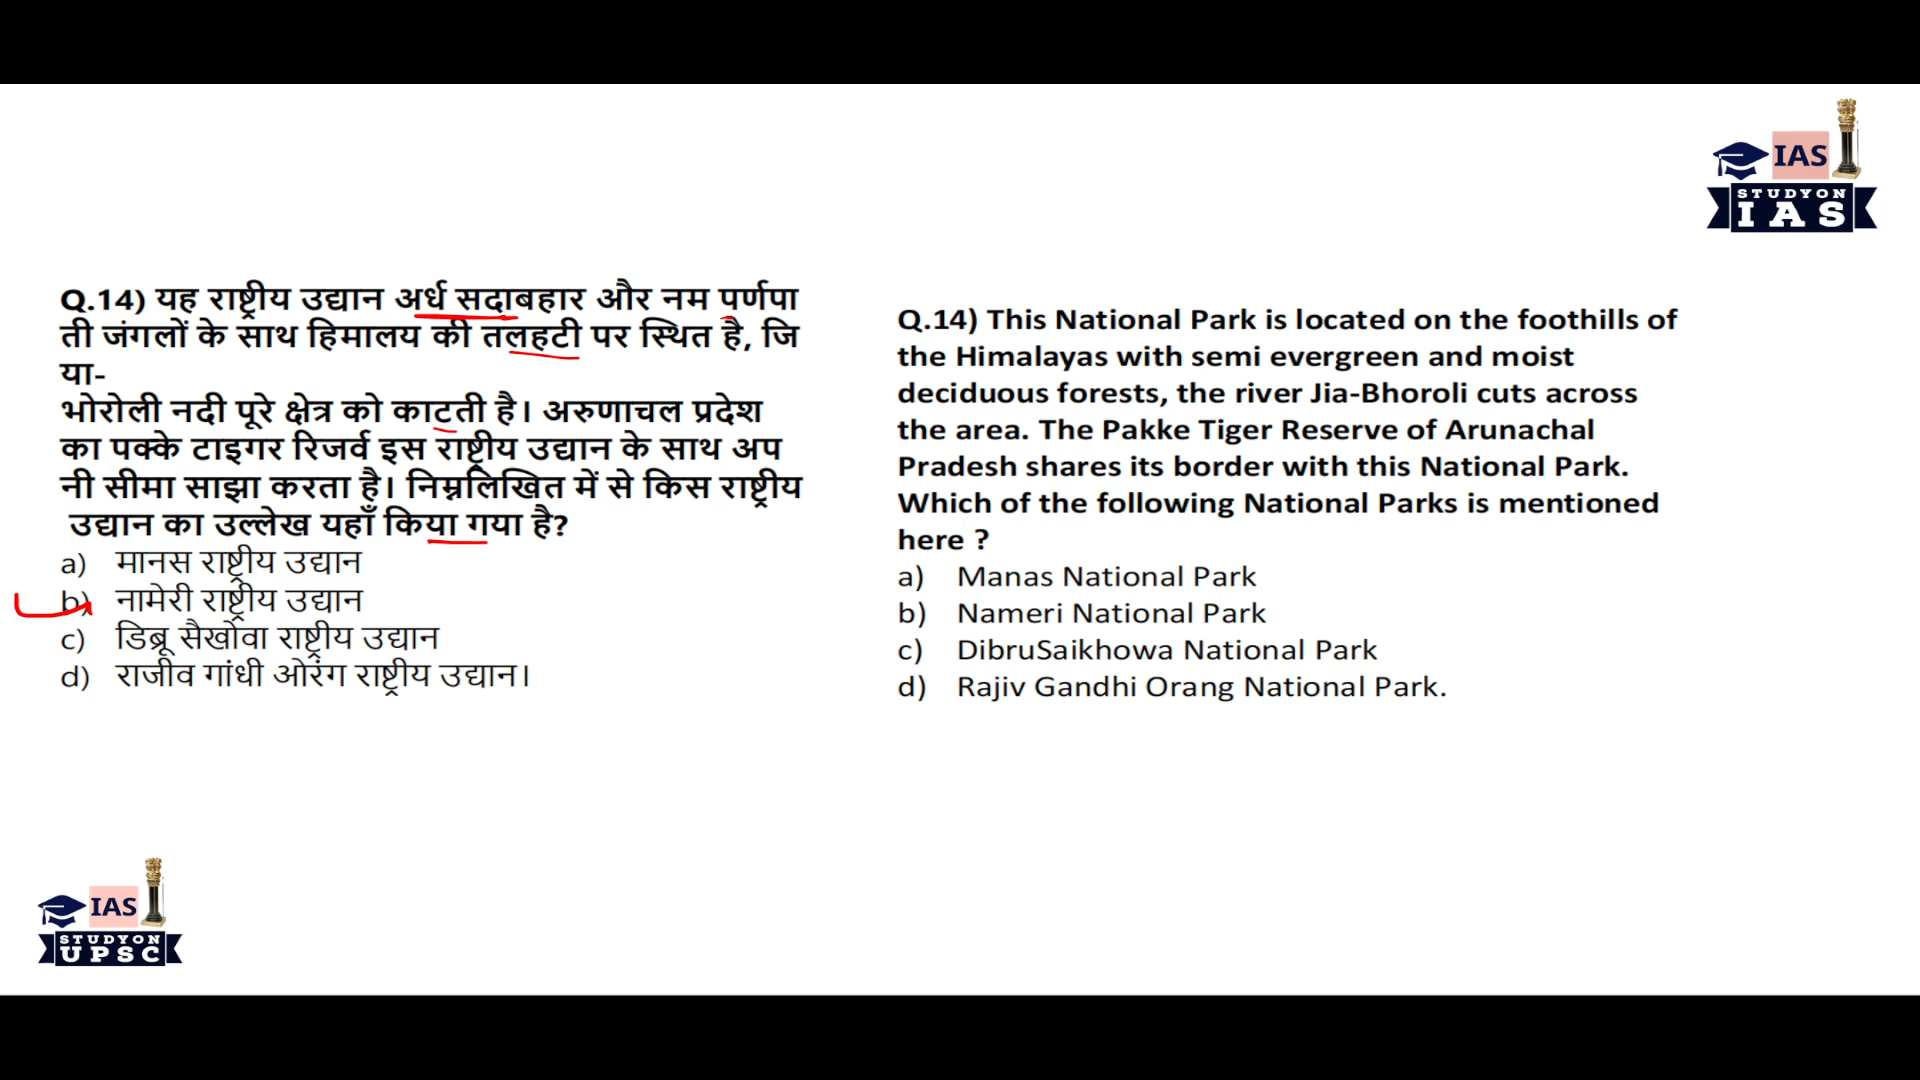 IAS
STUDYON
IAS
Q.14) यह राष्ट्रीय उद्यान अर्ध सदाबहार और नम पर्णपा
ती जंगलों के साथ हिमालय की तलहटी पर स्थित है, जि
या-
भोरोली नदी पूरे क्षेत्र को काटती है। अरुणाचल प्रदेश
का पक्के टाइगर रिजर्व इस राष्ट्रीय उद्यान के साथ अप
नी सीमा साझा करता है। निम्नलिखित में से किस राष्ट्रीय
उद्यान का उल्लेख यहाँ किया गया है?
a) मानस राष्ट्रीय उद्यान
b) नामेरी राष्ट्रीय उद्यान
c) डिब्रू सैखोवा राष्ट्रीय उद्यान
d) राजीव गांधी ओरंग राष्ट्रीय उद्यान।
Q.14) This National Park is located on the foothills of
the Himalayas with semi evergreen and moist
deciduous forests, the river Jia-Bhoroli cuts across
the area. The Pakke Tiger Reserve of Arunachal
Pradesh shares its border with this National Park.
Which of the following National Parks is mentioned
here ?
a) Manas National Park
b) Nameri National Park
c) DibruSaikhowa National Park
d) Rajiv Gandhi Orang National Park.
IAS
STUDYON
UPSC